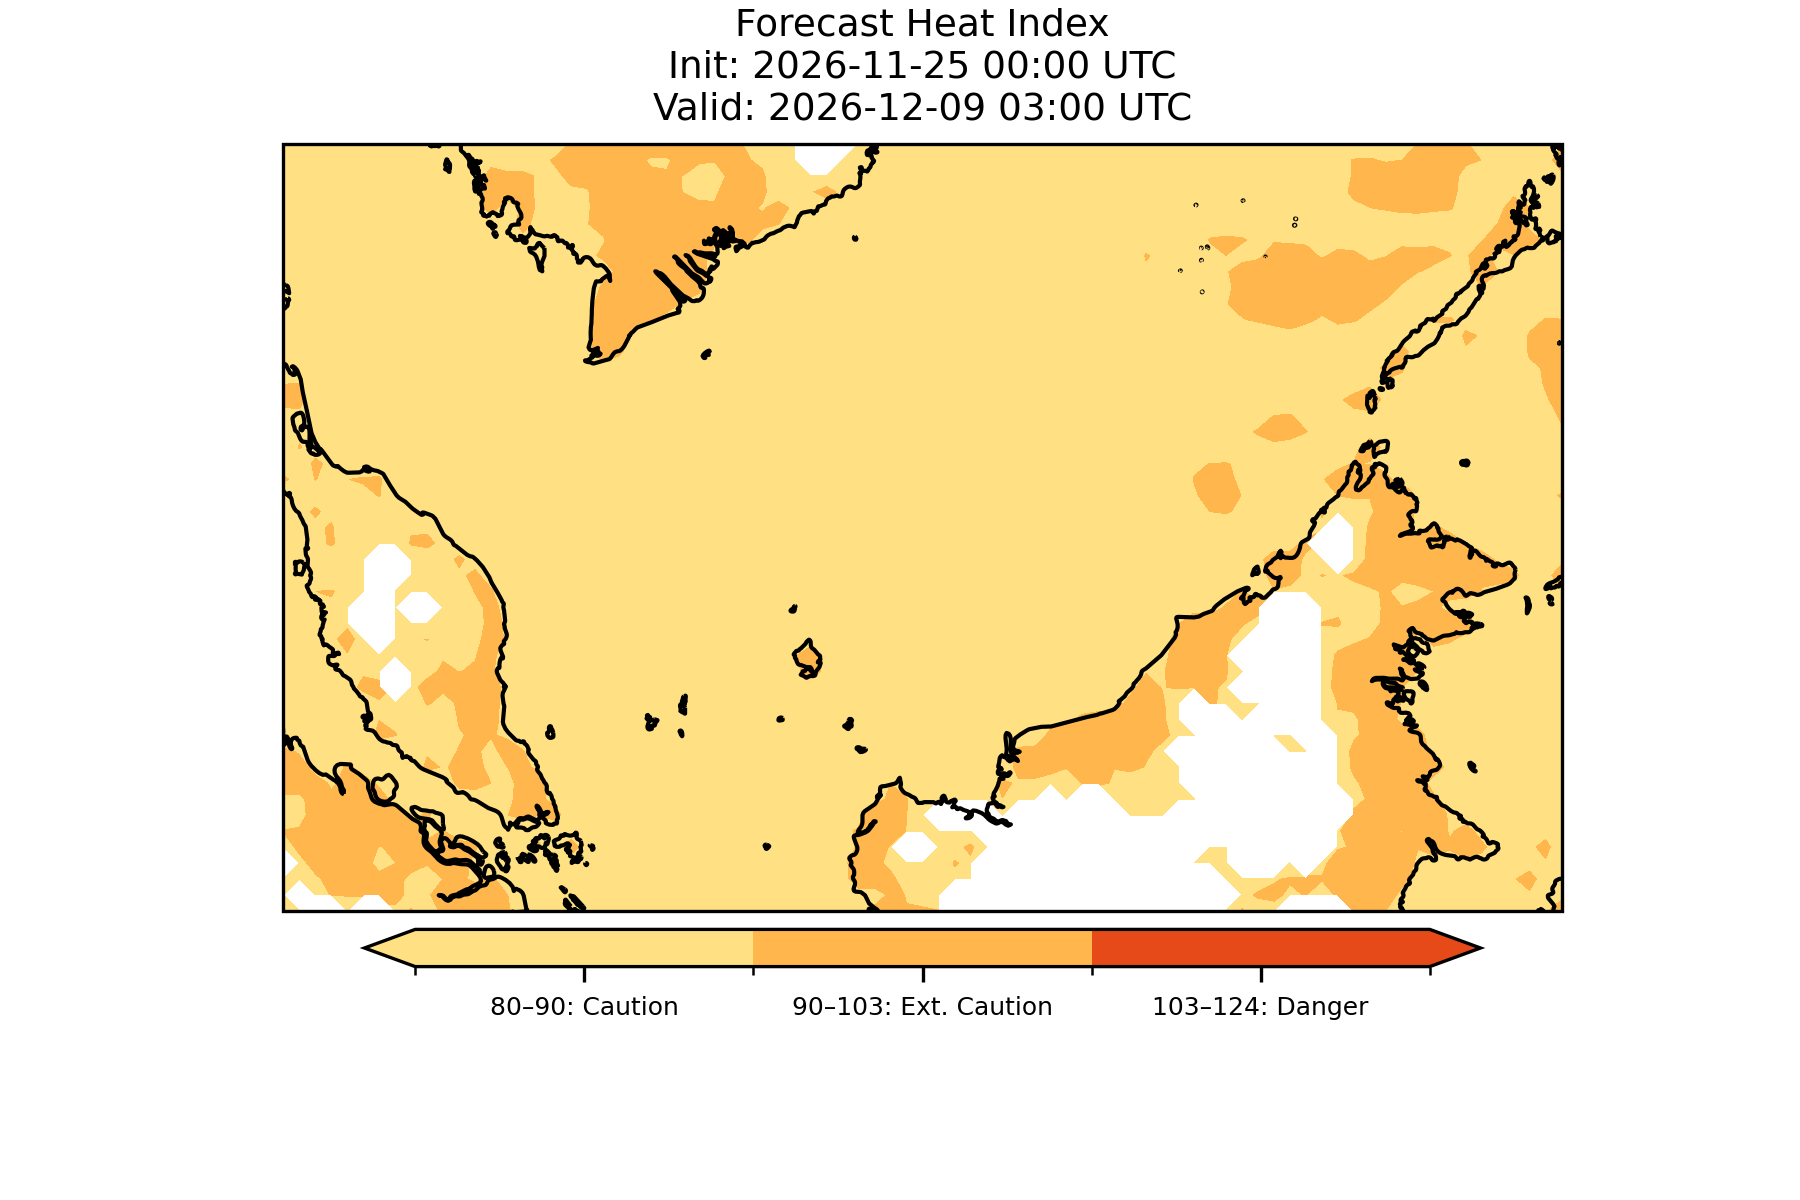 Forecast Heat Index
Init: 2026-11-25 00:00 UTC
Valid: 2026-12-09 03:00 UTC
80–90: Caution
90–103: Ext. Caution
103–124: Danger